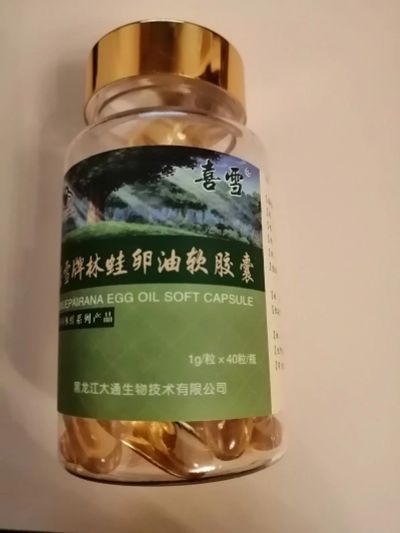 喜雪
雪牌林蛙卵油软胶囊
UEPAIRANA EGG OIL SOFT CAPSULE
系列产品
1g/粒×40粒/瓶
黑龙江大通生物技术有限公司